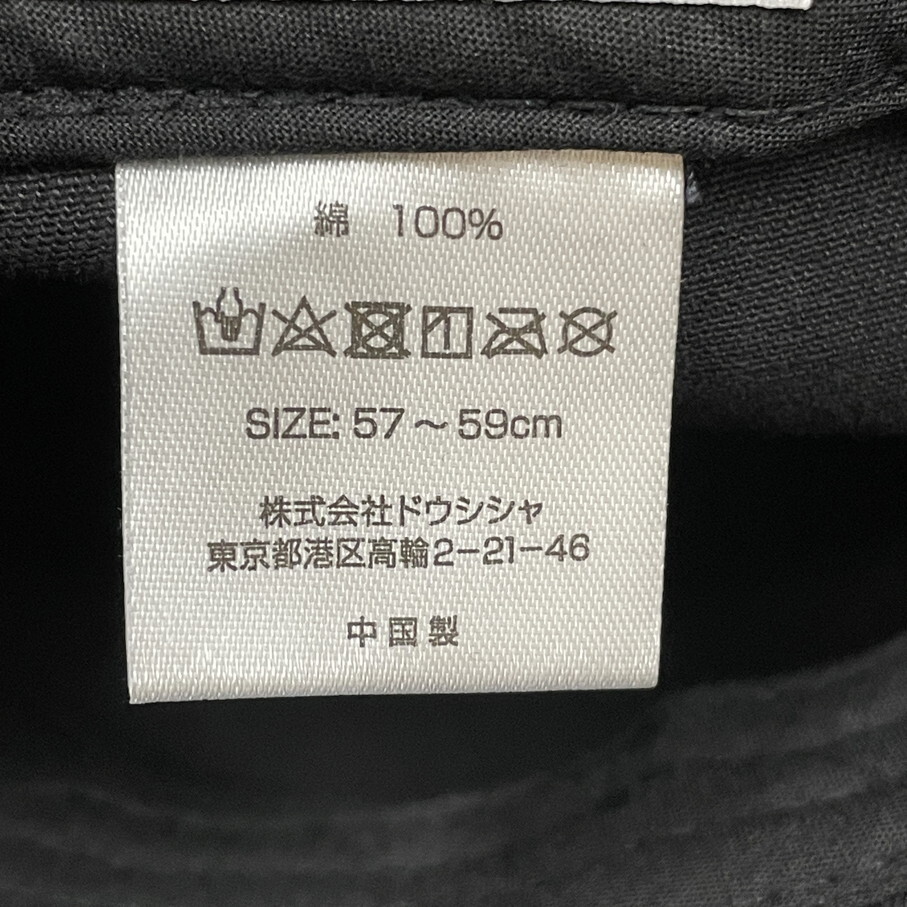 綿 100%
SIZE: 57～59cm
株式会社ドウシシャ
東京都港区高輪2-21-46
中国製